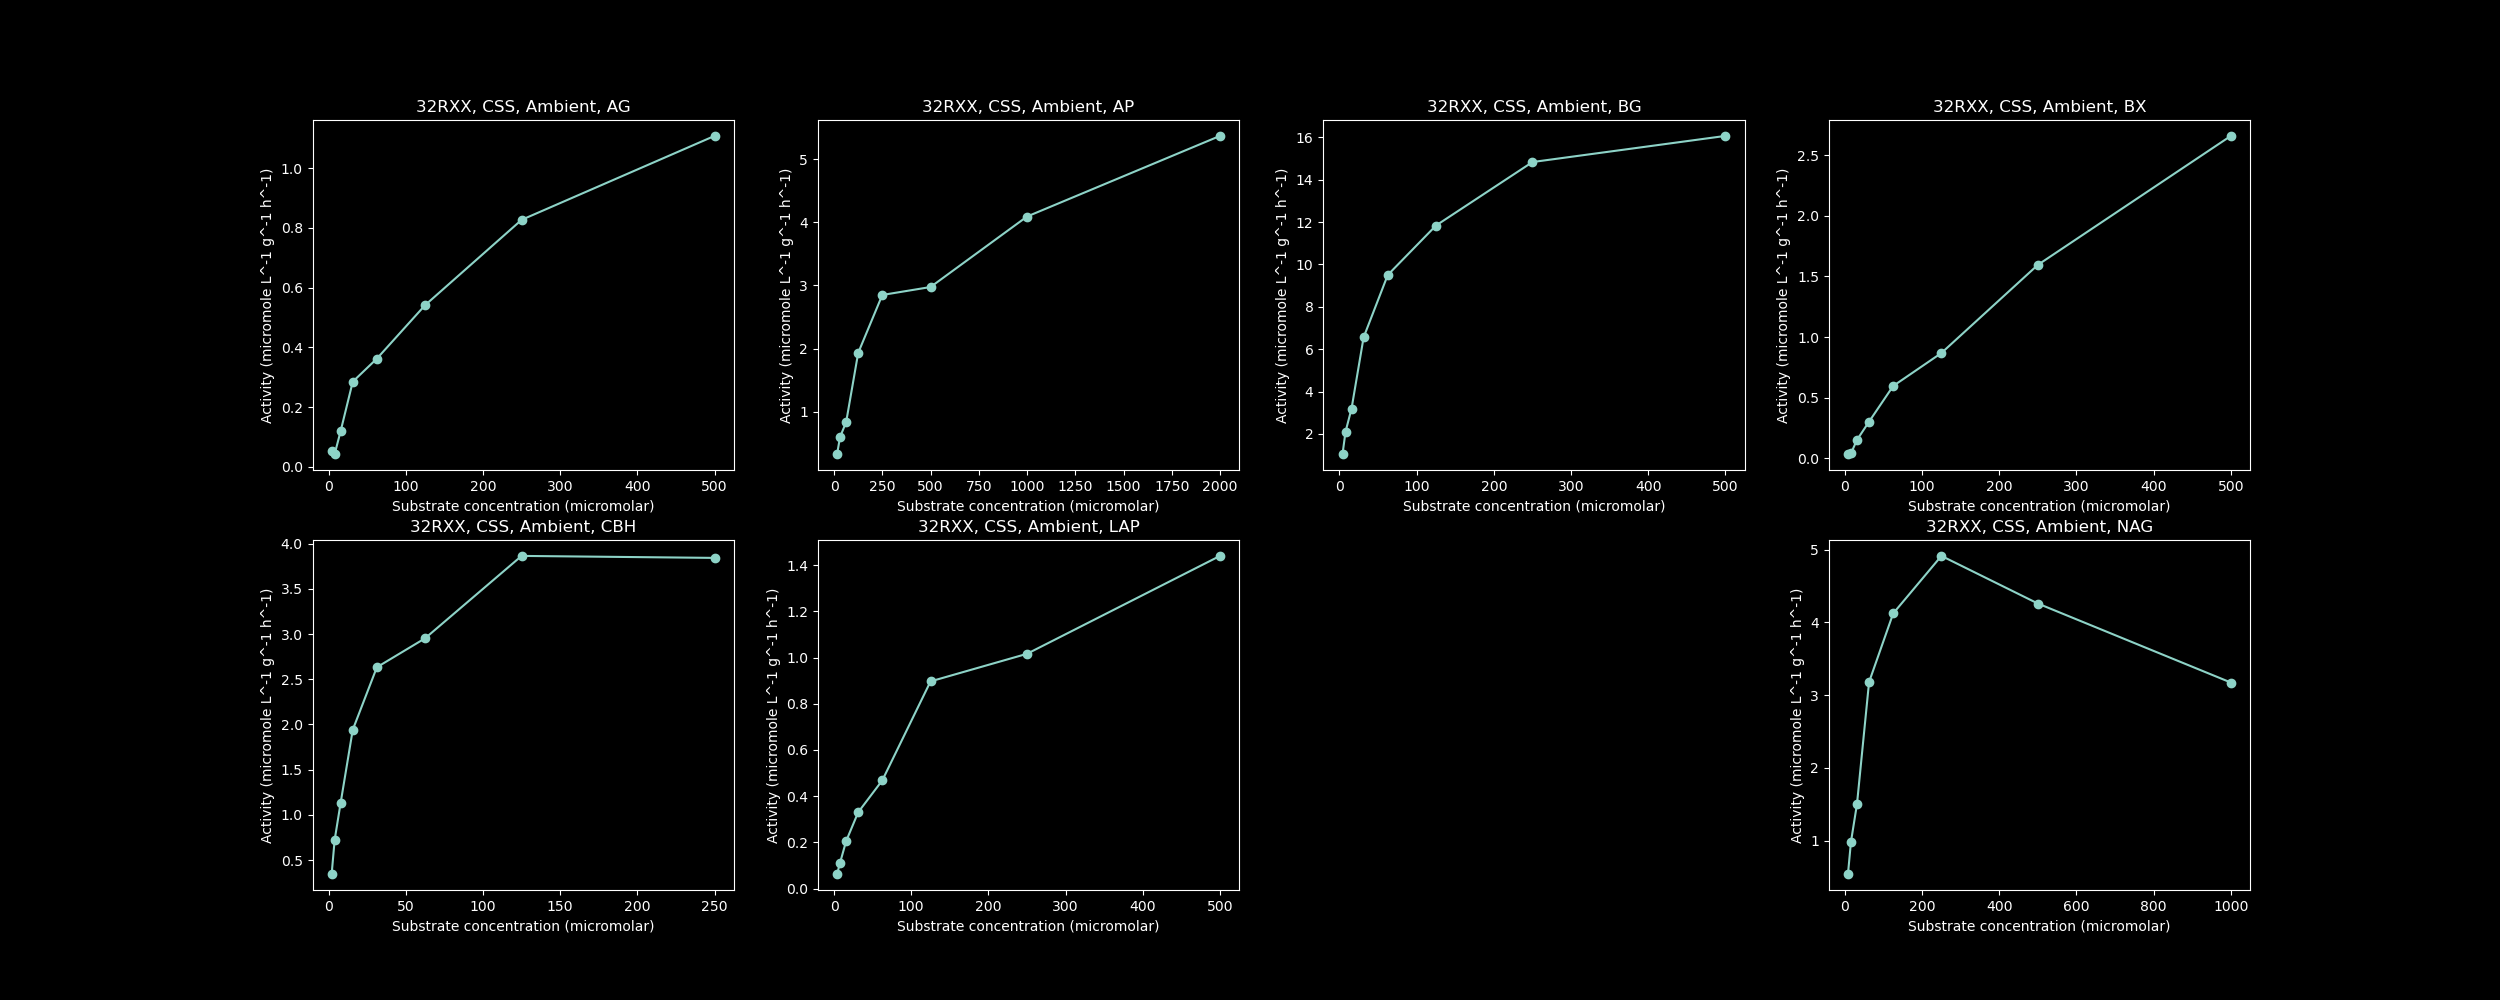 32RXX, CSS, Ambient, AG
Activity (micromole L^-1 g^-1 h^-1)
1.0
0.8
0.6
0.4
0.2
0.0
0 100 200 300 400 500
Substrate concentration (micromolar)
32RXX, CSS, Ambient, AP
Activity (micromole L^-1 g^-1 h^-1)
5
4
3
2
1
0 250 500 750 1000 1250 1500 1750 2000
Substrate concentration (micromolar)
32RXX, CSS, Ambient, BG
Activity (micromole L^-1 g^-1 h^-1)
16
14
12
10
8
6
4
2
0 100 200 300 400 500
Substrate concentration (micromolar)
32RXX, CSS, Ambient, BX
Activity (micromole L^-1 g^-1 h^-1)
2.5
2.0
1.5
1.0
0.5
0.0
0 100 200 300 400 500
Substrate concentration (micromolar)
32RXX, CSS, Ambient, CBH
Activity (micromole L^-1 g^-1 h^-1)
4.0
3.5
3.0
2.5
2.0
1.5
1.0
0.5
0 50 100 150 200 250
Substrate concentration (micromolar)
32RXX, CSS, Ambient, LAP
Activity (micromole L^-1 g^-1 h^-1)
1.4
1.2
1.0
0.8
0.6
0.4
0.2
0.0
0 100 200 300 400 500
Substrate concentration (micromolar)
32RXX, CSS, Ambient, NAG
Activity (micromole L^-1 g^-1 h^-1)
5
4
3
2
1
0 200 400 600 800 1000
Substrate concentration (micromolar)